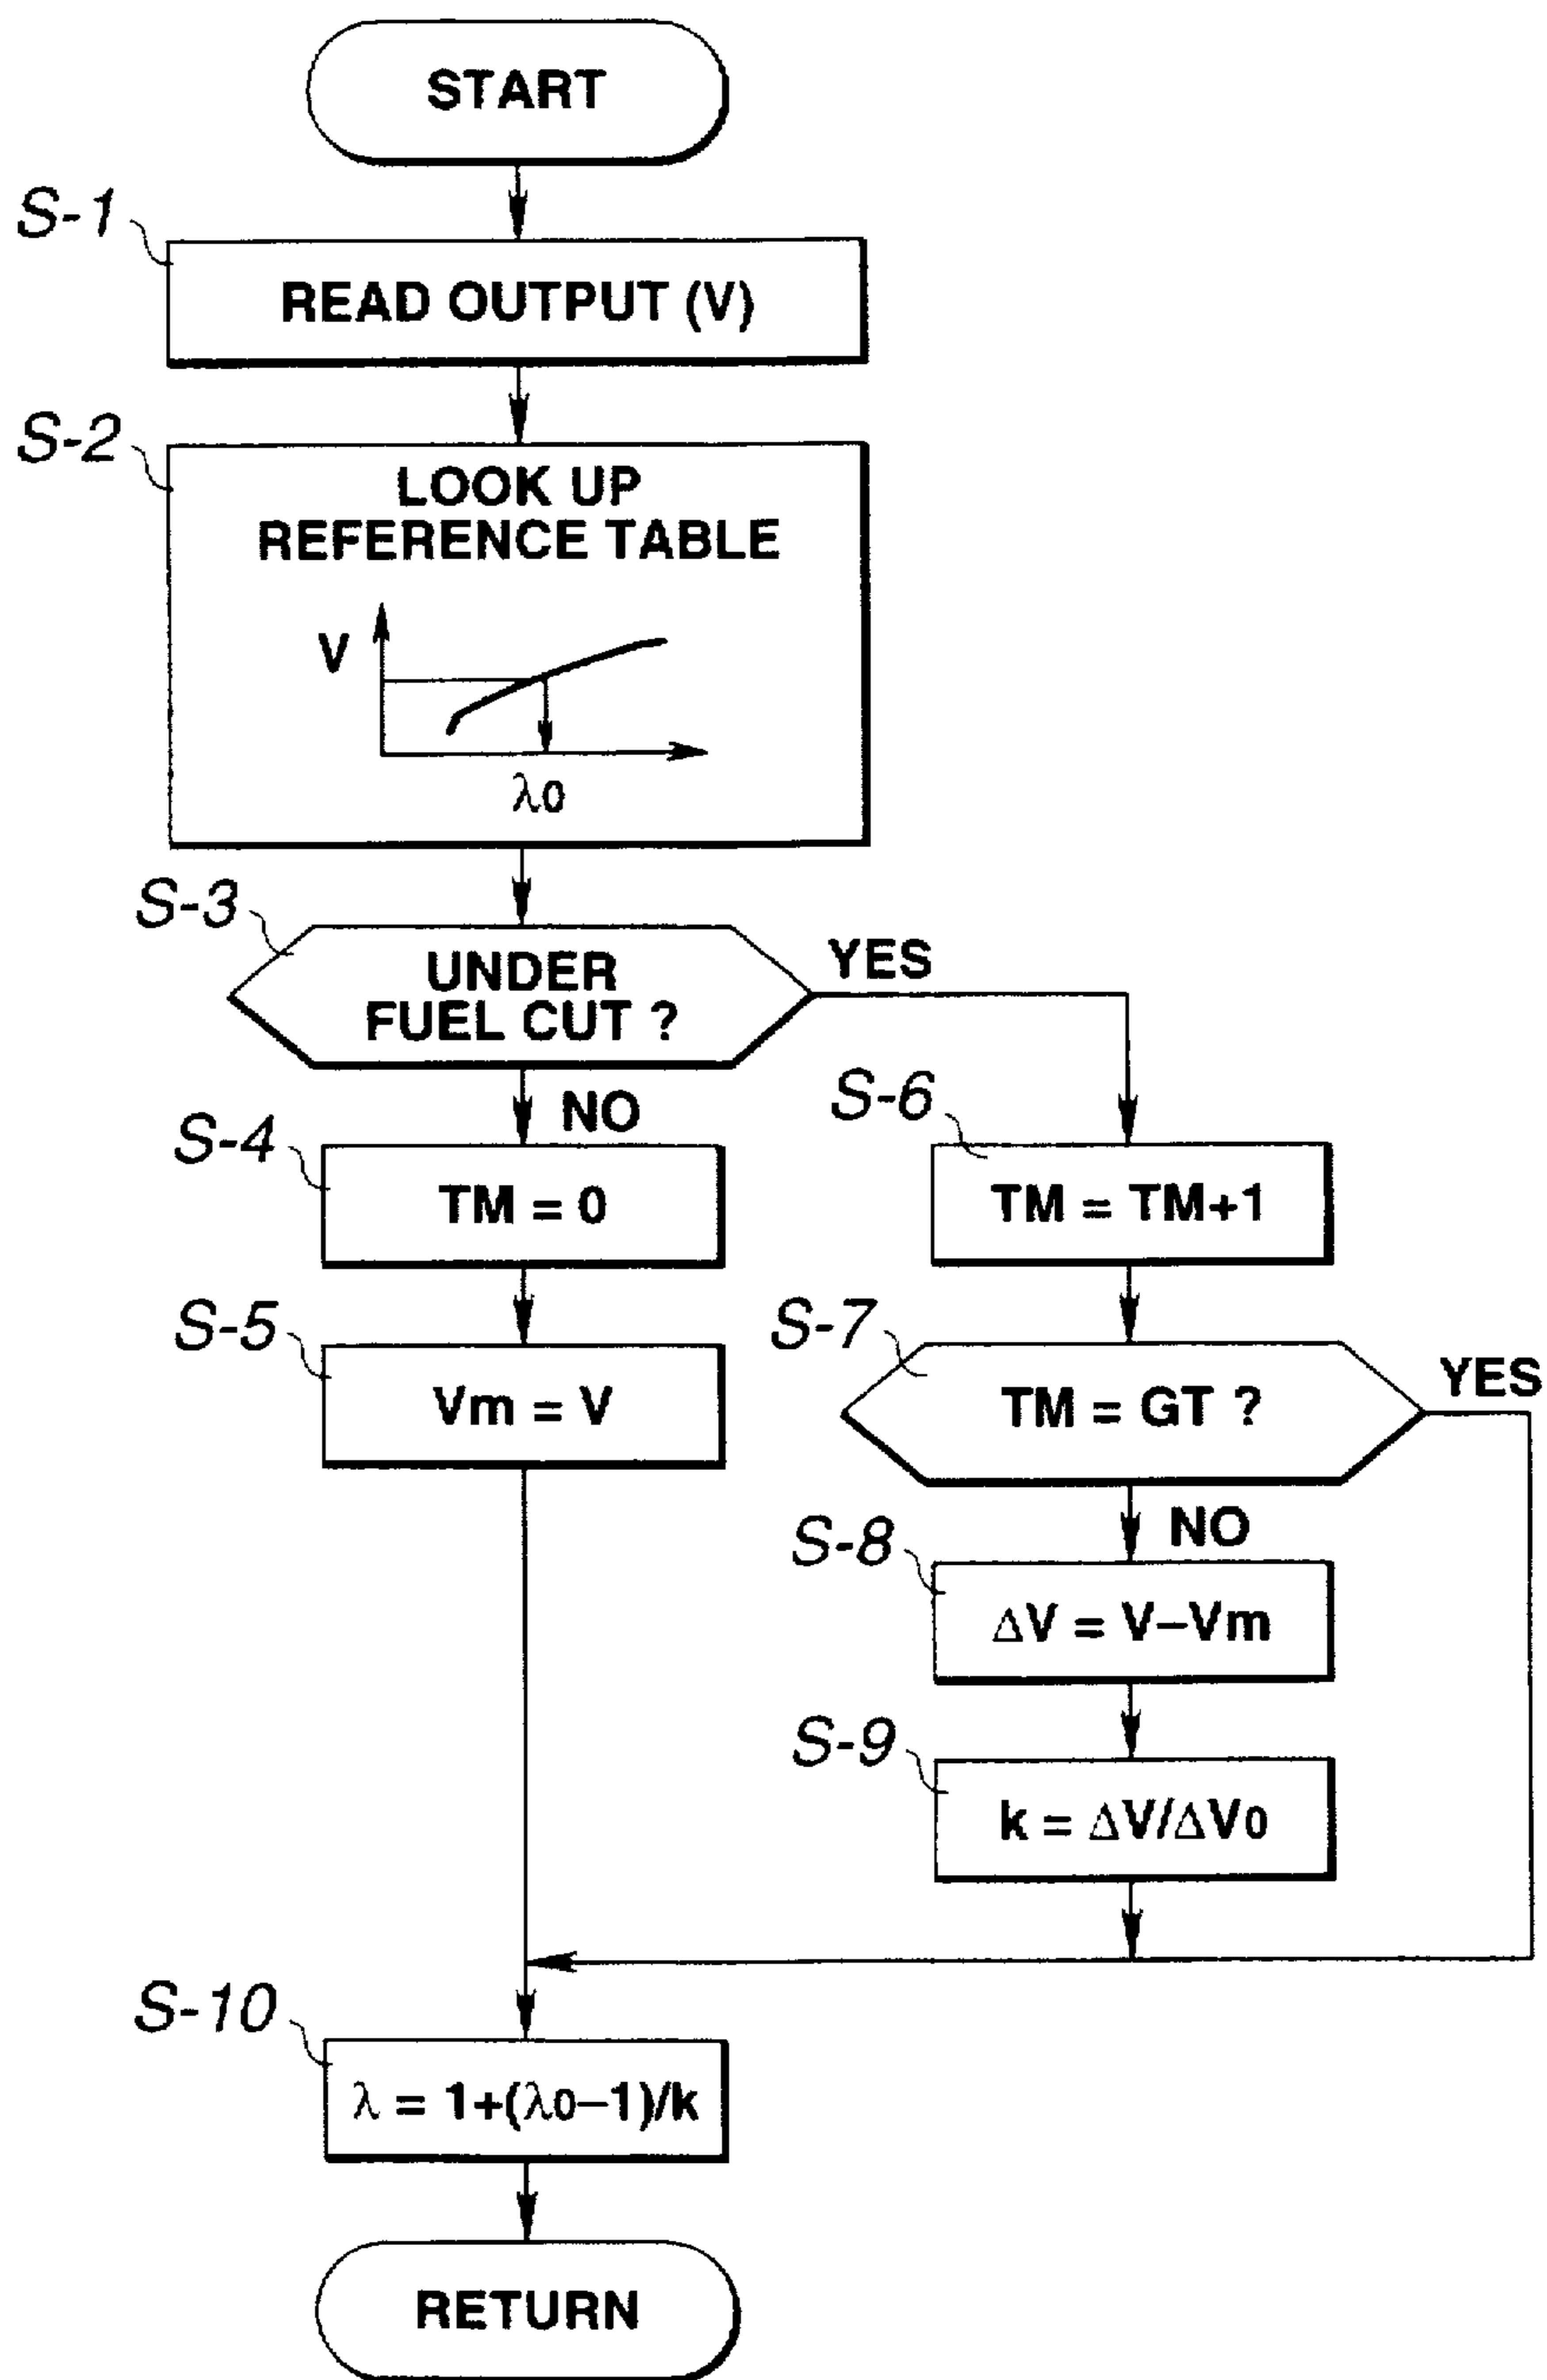 START
S-1
READ OUTPUT (V)
S-2
LOOK UP
REFERENCE TABLE
V
λ0
S-3
UNDER
FUEL CUT ?
YES
NO
S-4
TM = 0
S-5
Vm = V
S-6
TM = TM+1
S-7
TM = GT ?
YES
NO
S-8
ΔV = V–Vm
S-9
k = ΔV/ΔV0
S-10
λ = 1+(λ0–1)/k
RETURN